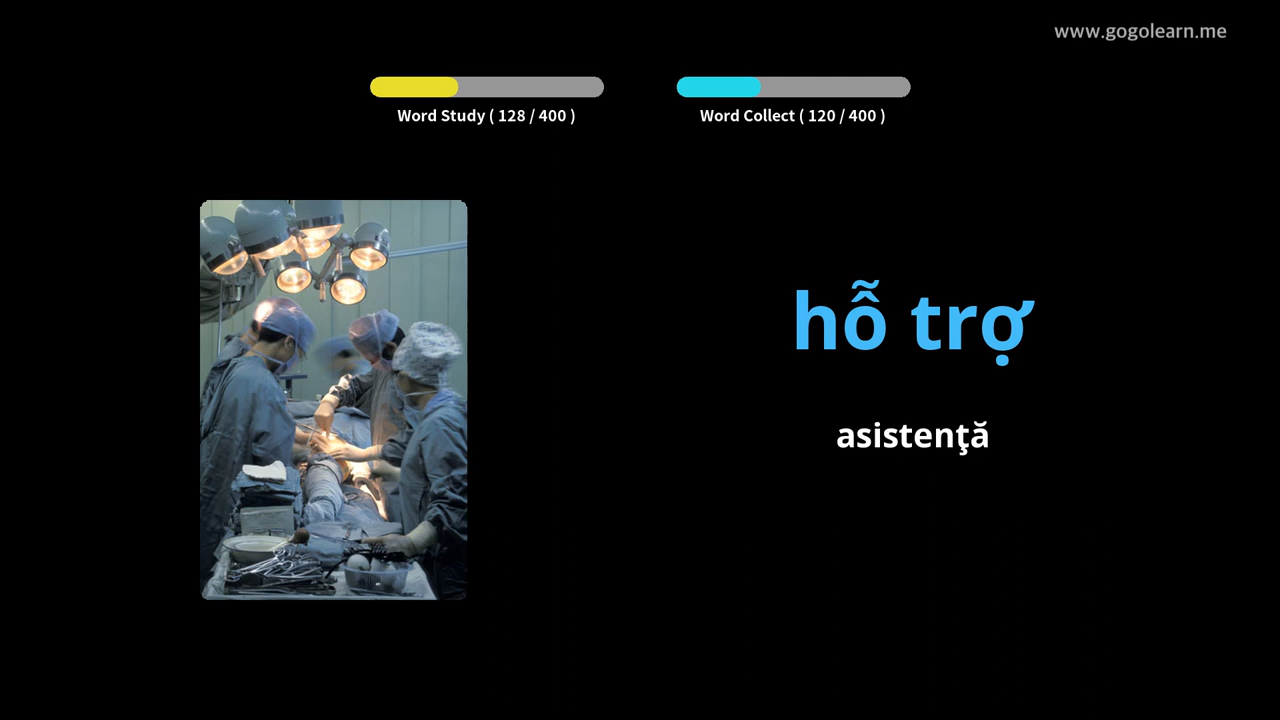 www.gogolearn.me
Word Study ( 128 / 400 )
Word Collect ( 120 / 400 )
hỗ trợ
asistenţă